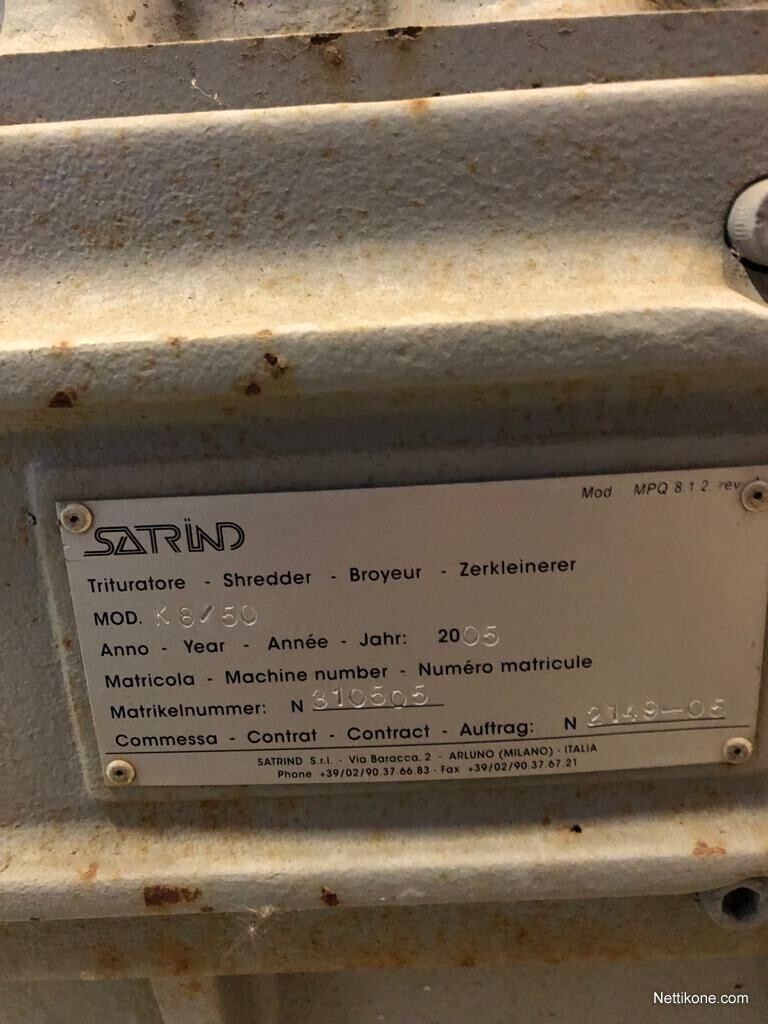 Mod MPQ 8.1 2. rev
SATRIND
Trituratore - Shredder - Broyeur - Zerkleinerer
MOD. K 8/50
Anno - Year - Année - Jahr: 2005
Matricola - Machine number - Numéro matricule
Matrikelnummer: N 310505
Commessa - Contrat - Contract - Auftrag: N 2149-05
SATRIND S.r.l. - Via Baracca, 2 - ARLUNO (MILANO) - ITALIA
Phone +39/02/90.37.66.83 - Fax +39/02/90.37.67.21
Nettikone.com